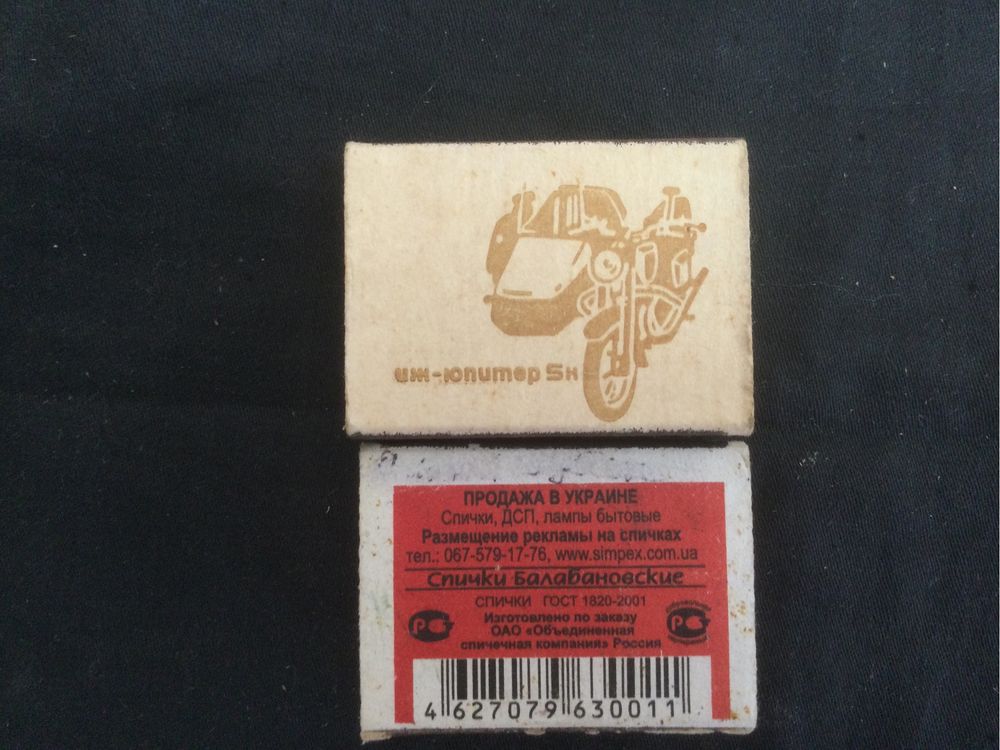 иж-юпитер 5к
ПРОДАЖА В УКРАИНЕ
Спички, ДСП, лампы бытовые
Размещение рекламы на спичках
тел.: 067-579-17-76, www.simpex.com.ua
Спички Балабановские
СПИЧКИ ГОСТ 1820-2001
Изготовлено по заказу
ОАО «Объединенная
спичечная компания» Россия
4 627079 630011